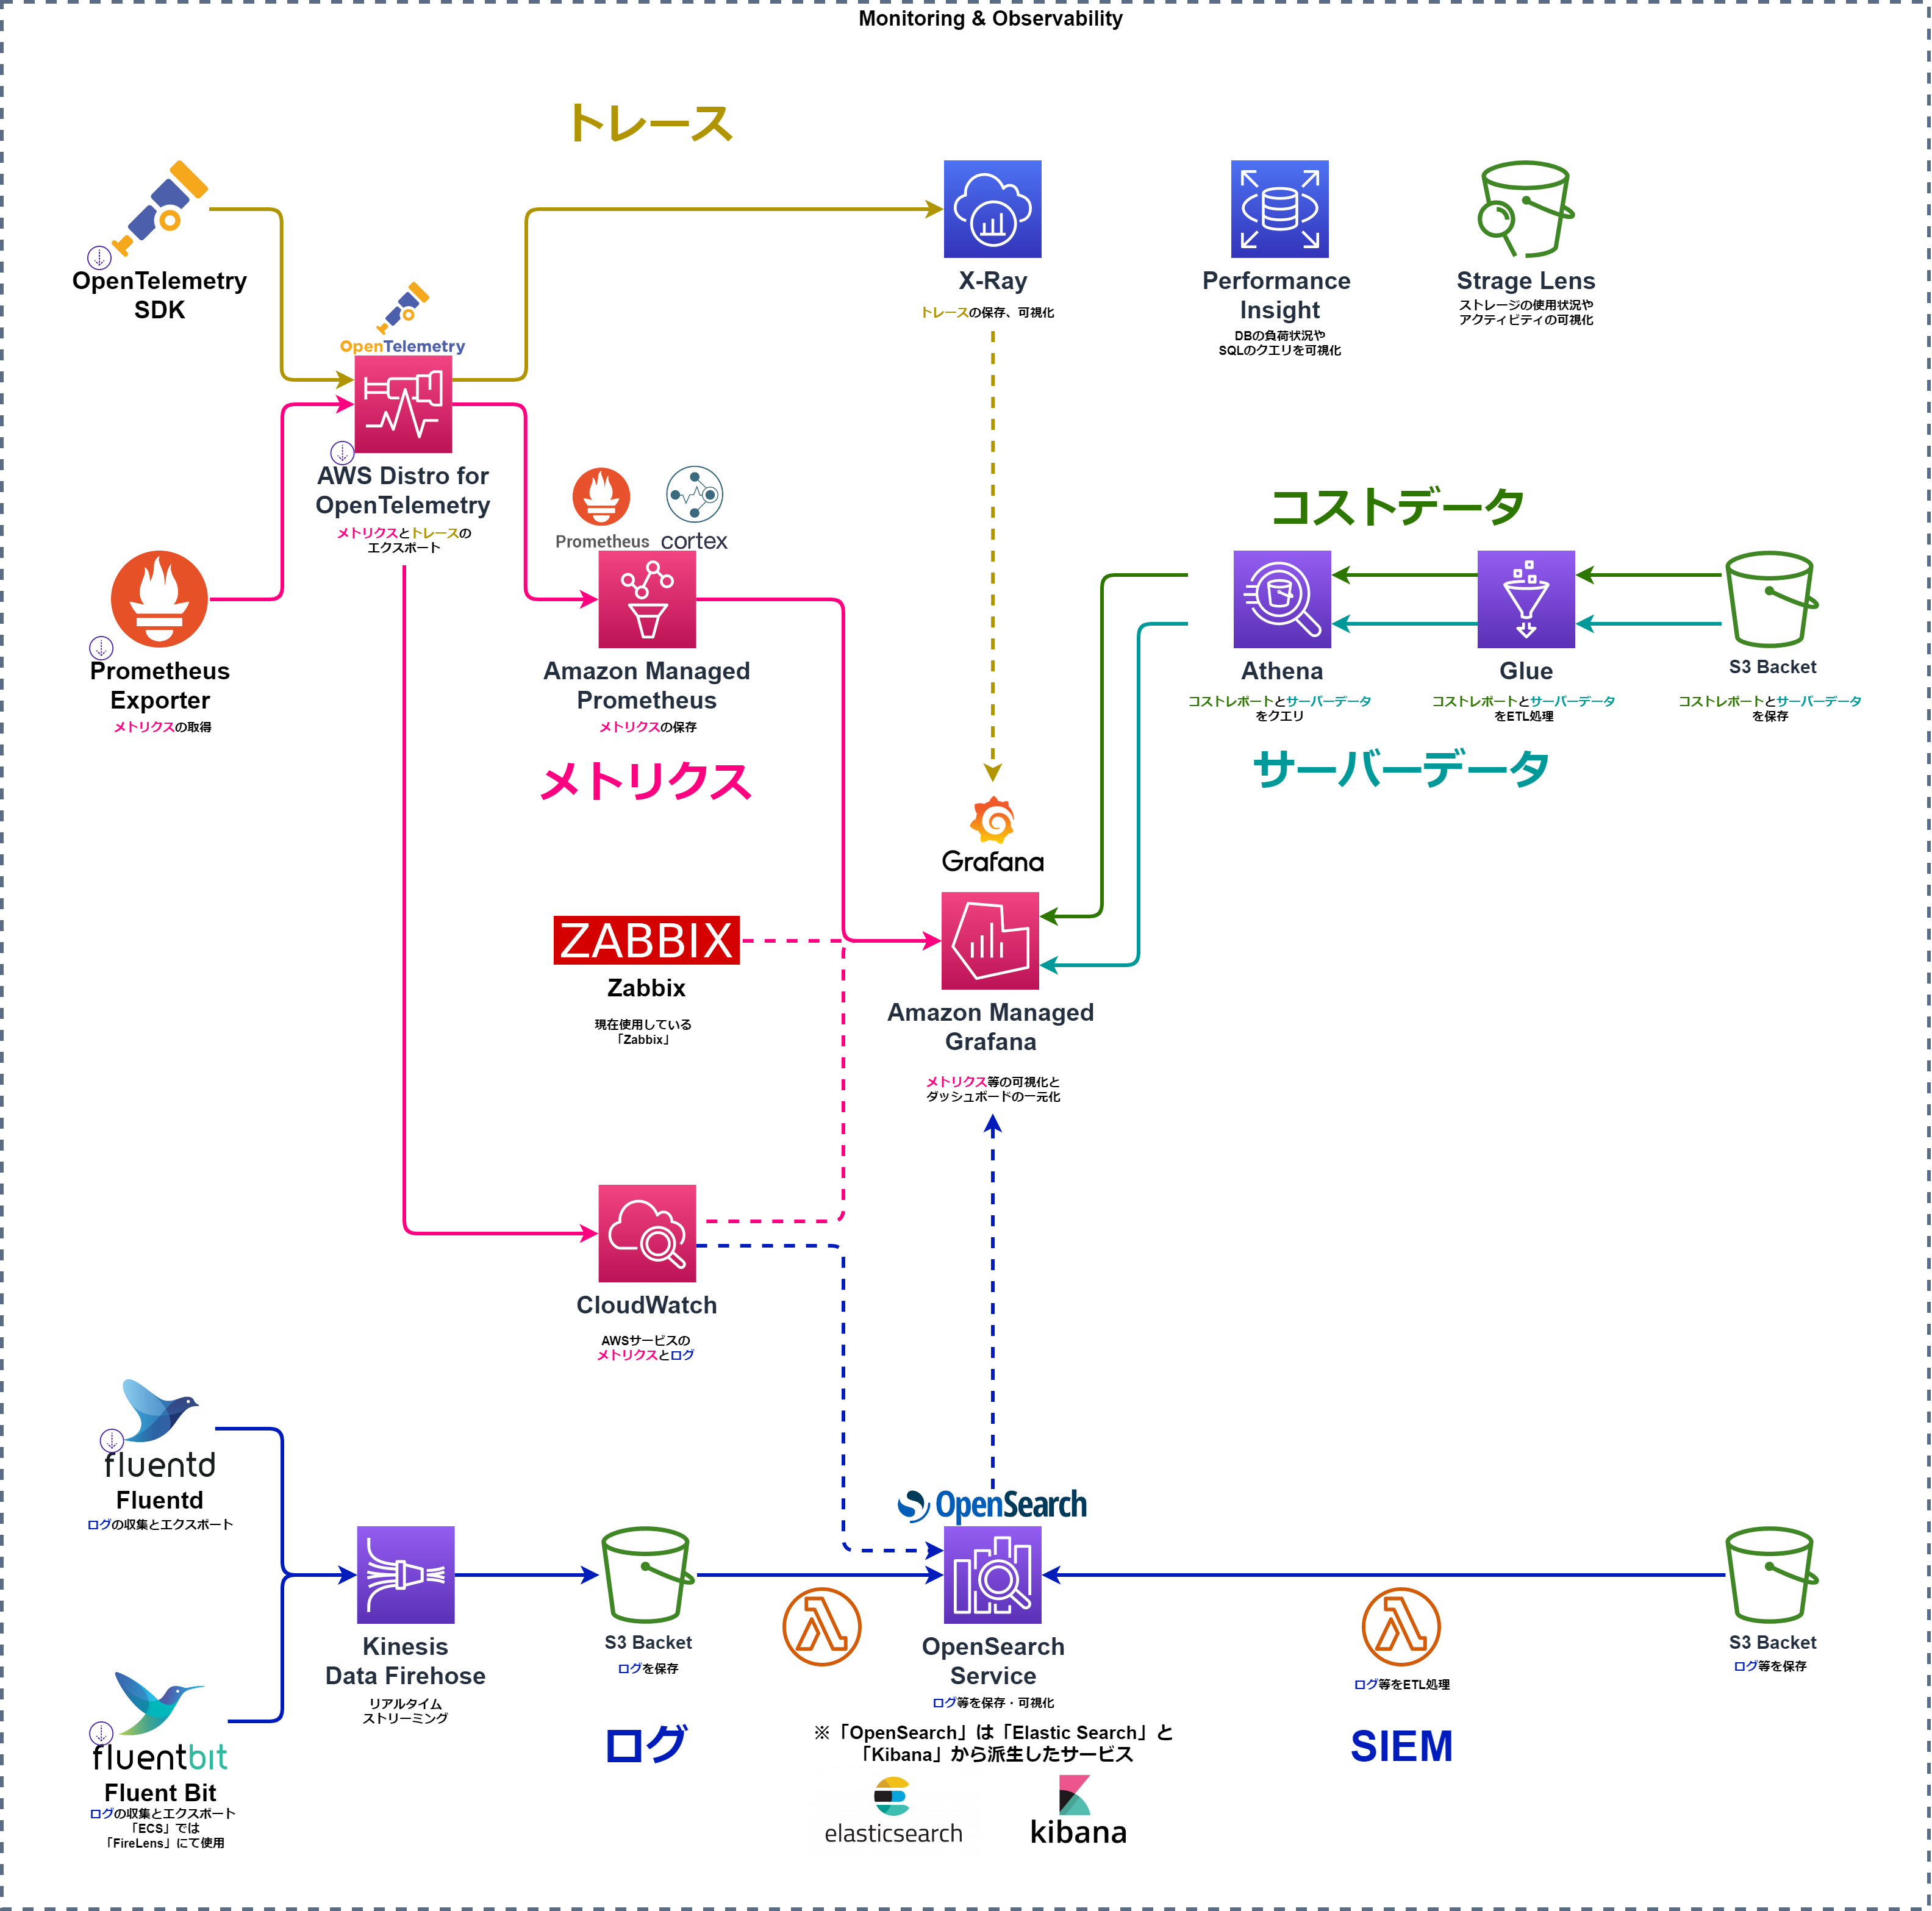 Monitoring & Observability
トレース
OpenTelemetry
SDK
OpenTelemetry
AWS Distro for
OpenTelemetry
メトリクスとトレースの
エクスポート
X-Ray
トレースの保存、可視化
Performance
Insight
DBの負荷状況や
SQLのクエリを可視化
Strage Lens
ストレージの使用状況や
アクティビティの可視化
Prometheus
Exporter
メトリクスの取得
Prometheus
cortex
Amazon Managed
Prometheus
メトリクスの保存
メトリクス
コストデータ
Athena
コストレポートとサーバーデータ
をクエリ
Glue
コストレポートとサーバーデータ
をETL処理
S3 Backet
コストレポートとサーバーデータ
を保存
サーバーデータ
Grafana
Amazon Managed
Grafana
メトリクス等の可視化と
ダッシュボードの一元化
ZABBIX
Zabbix
現在使用している
「Zabbix」
CloudWatch
AWSサービスの
メトリクスとログ
fluentd
Fluentd
ログの収集とエクスポート
fluentbit
Fluent Bit
ログの収集とエクスポート
「ECS」では
「FireLens」にて使用
Kinesis
Data Firehose
リアルタイム
ストリーミング
S3 Backet
ログを保存
ログ
OpenSearch
OpenSearch
Service
ログ等を保存・可視化
※「OpenSearch」は「Elastic Search」と
「Kibana」から派生したサービス
elasticsearch
kibana
ログ等をETL処理
SIEM
S3 Backet
ログ等を保存